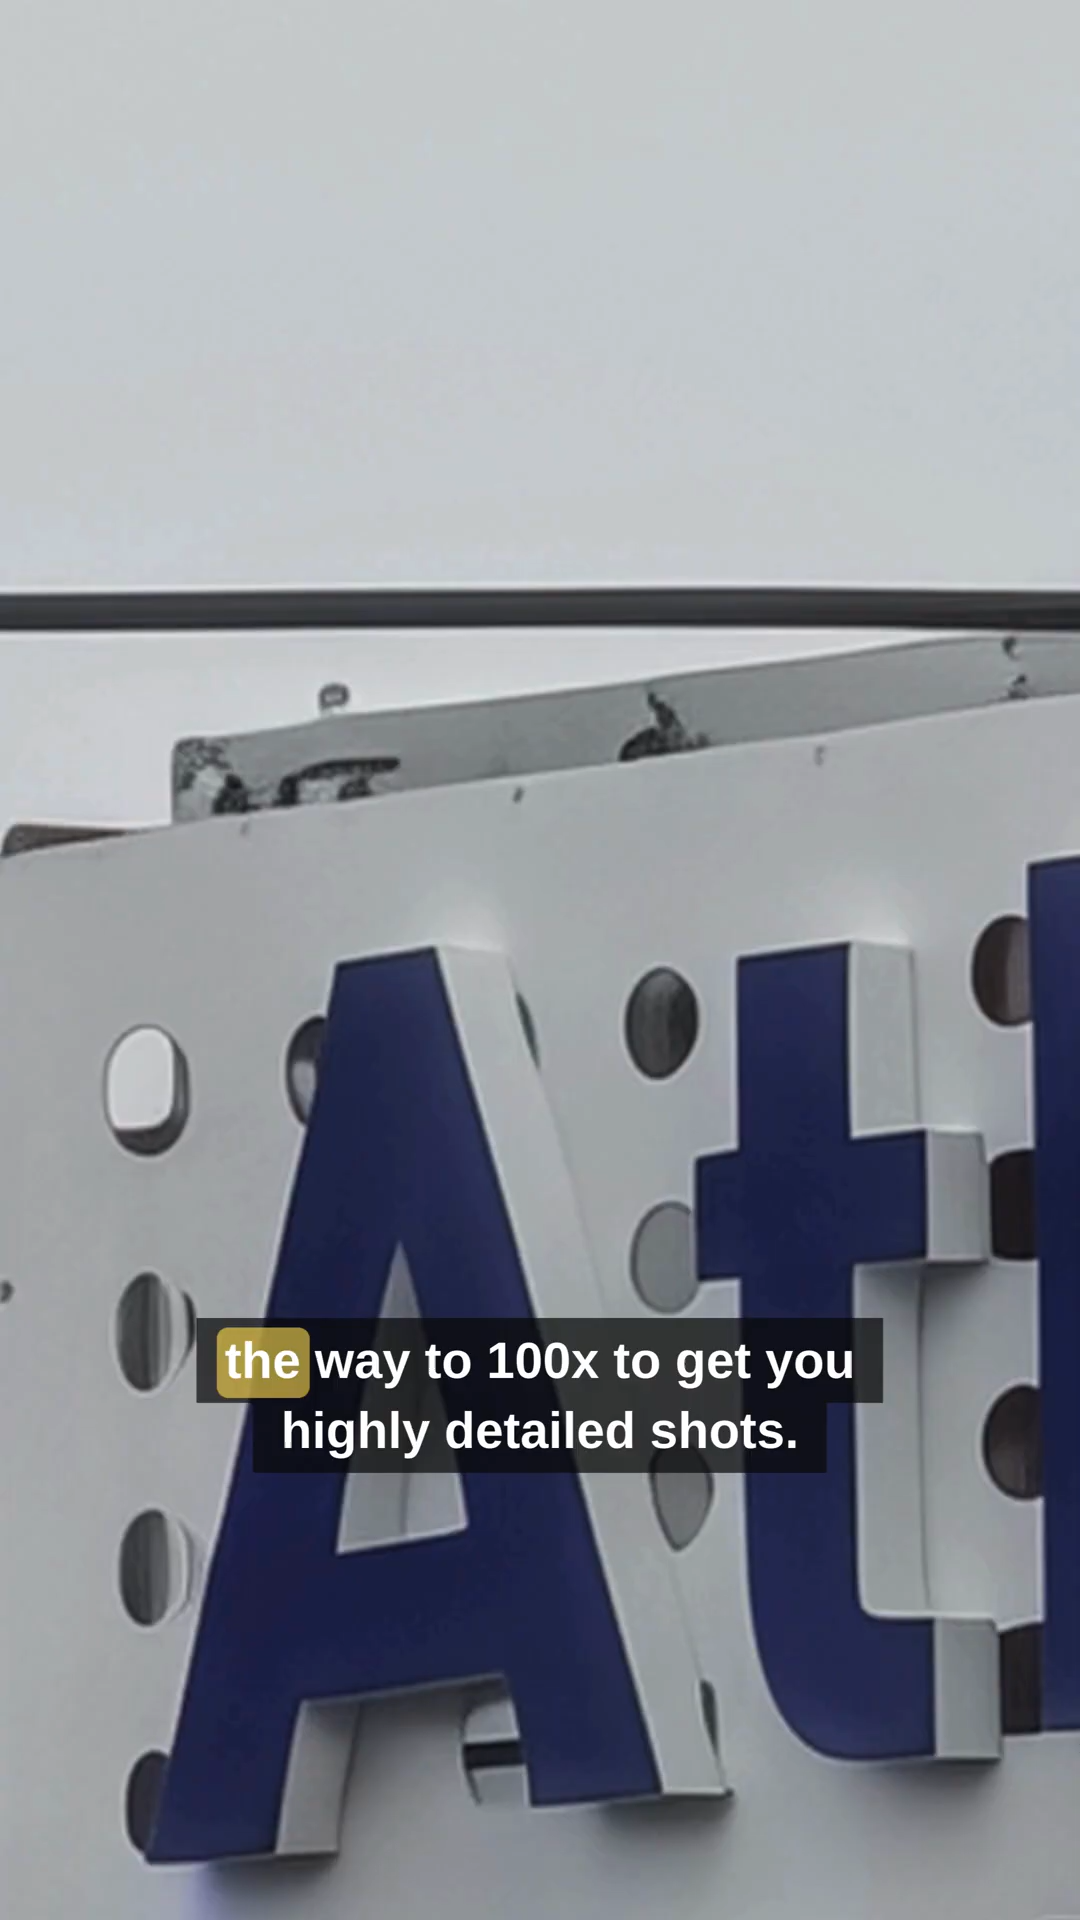 At
the way to 100x to get you
highly detailed shots.